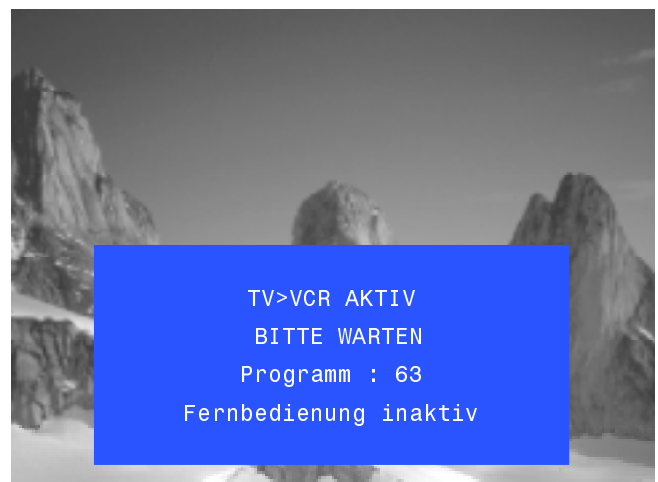 TV>VCR AKTIV
BITTE WARTEN
Programm : 63
Fernbedienung inaktiv